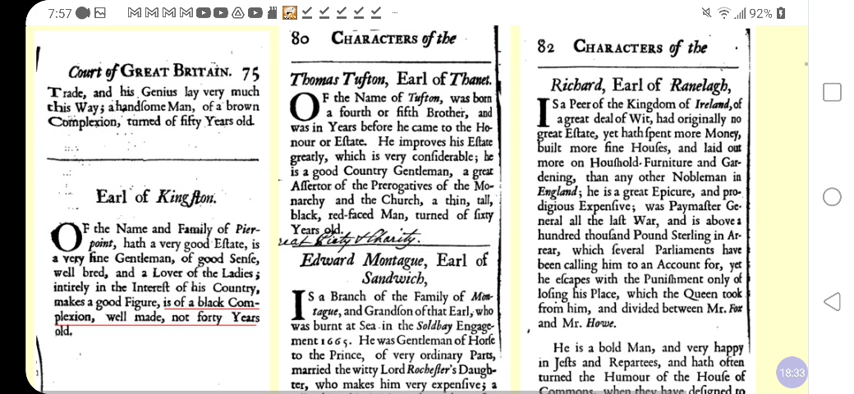 7:57
92%
Court of GREAT BRITAIN. 75
Trade, and his Genius lay very much
this Way; a handſome Man, of a brown
Complexion, turned of fifty Years old.
Earl of Kingſton.
OF the Name and Family of Pier-
point, hath a very good Eſtate, is
a very fine Gentleman, of good Senſe,
well bred, and a Lover of the Ladies;
intirely in the Intereſt of his Country,
makes a good Figure, is of a black Com-
plexion, well made, not forty Years
old.
80 CHARACTERS of the
Thomas Tufton, Earl of Thanet.
OF the Name of Tufton, was born
a fourth or fifth Brother, and
was in Years before he came to the Ho-
nour or Eſtate. He improves his Eſtate
greatly, which is very conſiderable; he
is a good Country Gentleman, a great
Aſſertor of the Prerogatives of the Mo-
narchy and the Church, a thin, tall,
black, red-faced Man, turned of ſixty
Years old.
Piety & Charity.
Edward Montague, Earl of
Sandwich,
IS a Branch of the Family of Mon-
tague, and Grandſon of that Earl, who
was burnt at Sea in the Soldbay Engage-
ment 1665. He was Gentleman of Horſe
to the Prince, of very ordinary Parts,
married the witty Lord Rocheſter's Daugh-
ter, who makes him very expenſive; a
82 CHARACTERS of the
Richard, Earl of Ranelagh,
IS a Peer of the Kingdom of Ireland, of
a great deal of Wit, had originally no
great Eſtate, yet hath ſpent more Money,
built more fine Houſes, and laid out
more on Houſhold-Furniture and Gar-
dening, than any other Nobleman in
England; he is a great Epicure, and pro-
digious Expenſive; was Paymaſter Ge-
neral all the laſt War, and is above a
hundred thouſand Pound Sterling in Ar-
rear, which ſeveral Parliaments have
been calling him to an Account for, yet
he eſcapes with the Puniſhment only of
loſing his Place, which the Queen took
from him, and divided between Mr. Fox
and Mr. Howe.
He is a bold Man, and very happy
in Jeſts and Repartees, and hath often
turned the Humour of the Houſe of
Commons, when they have deſigned to
18:33